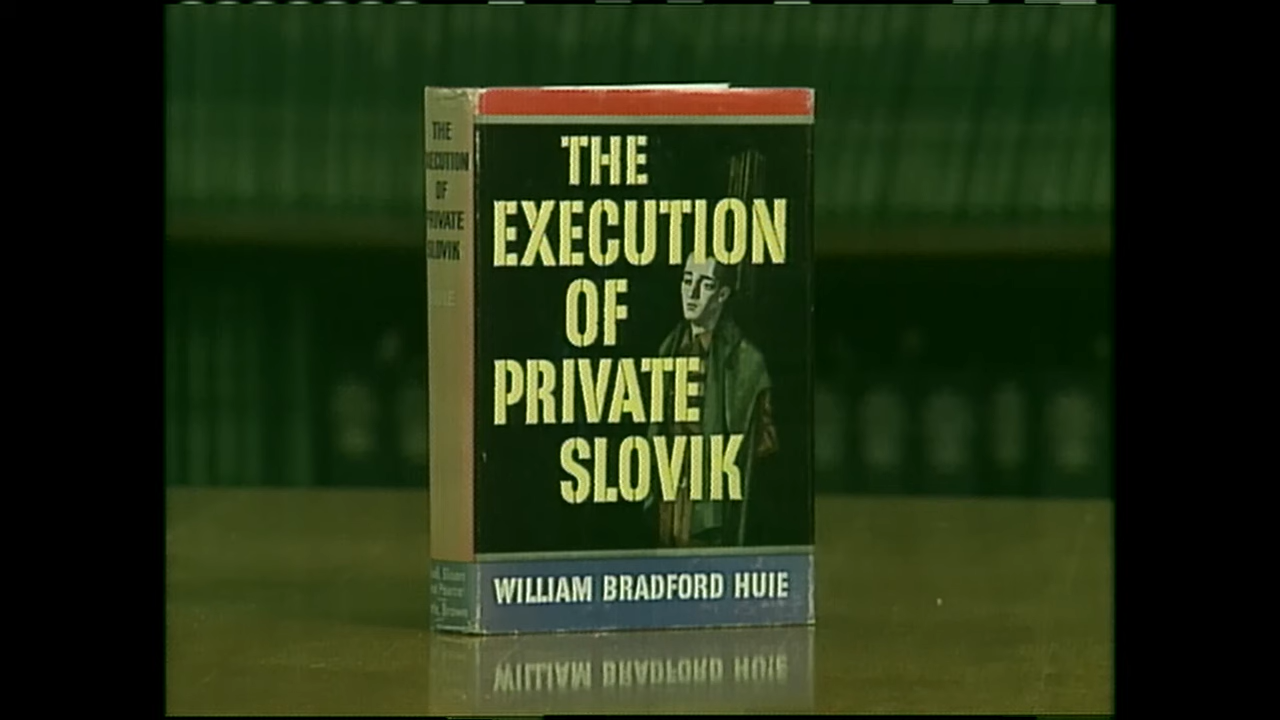 THE
EXECUTION
OF
PRIVATE
SLOVIK
WILLIAM BRADFORD HUIE
THE
EXECUTION
OF
PRIVATE
SLOVIK
HUIE